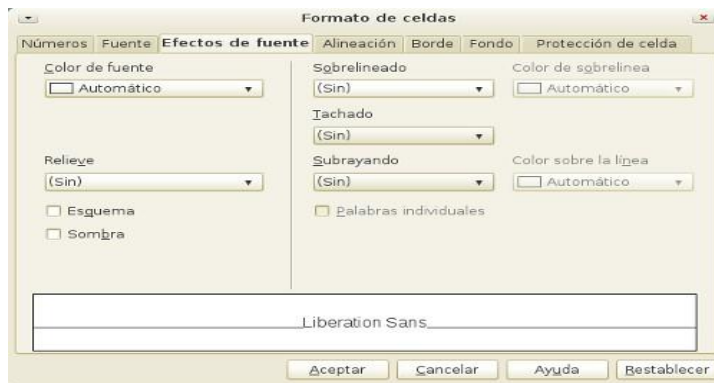 Formato de celdas
Números Fuente Efectos de fuente Alineación Borde Fondo Protección de celda
Color de fuente Sobrelineado Color de sobrelinea
Automático (Sin) Automático
Tachado
(Sin)
Relieve Subrayando Color sobre la línea
(Sin) (Sin) Automático
Esquema Palabras individuales
Sombra
Liberation Sans
Aceptar Cancelar Ayuda Restablecer